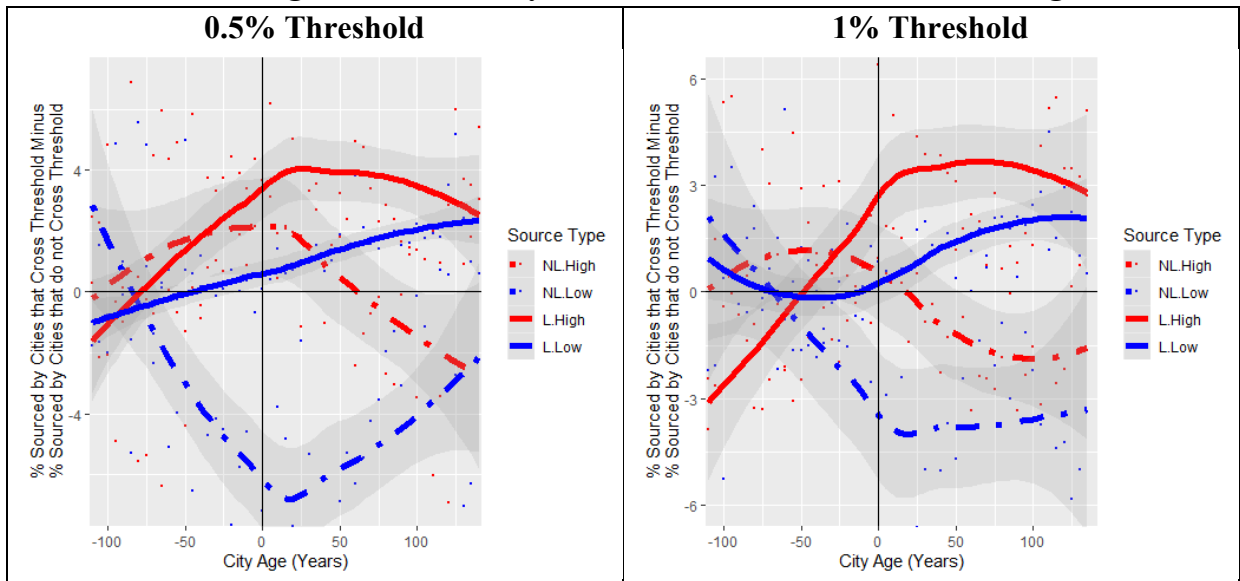 0.5% Threshold
% Sourced by Cities that Cross Threshold Minus
% Sourced by Cities that do not Cross Threshold
4
0
-4
-100 -50 0 50 100
City Age (Years)
Source Type
NL.High
NL.Low
L.High
L.Low
1% Threshold
% Sourced by Cities that Cross Threshold Minus
% Sourced by Cities that do not Cross Threshold
6
3
0
-3
-6
-100 -50 0 50 100
City Age (Years)
Source Type
NL.High
NL.Low
L.High
L.Low